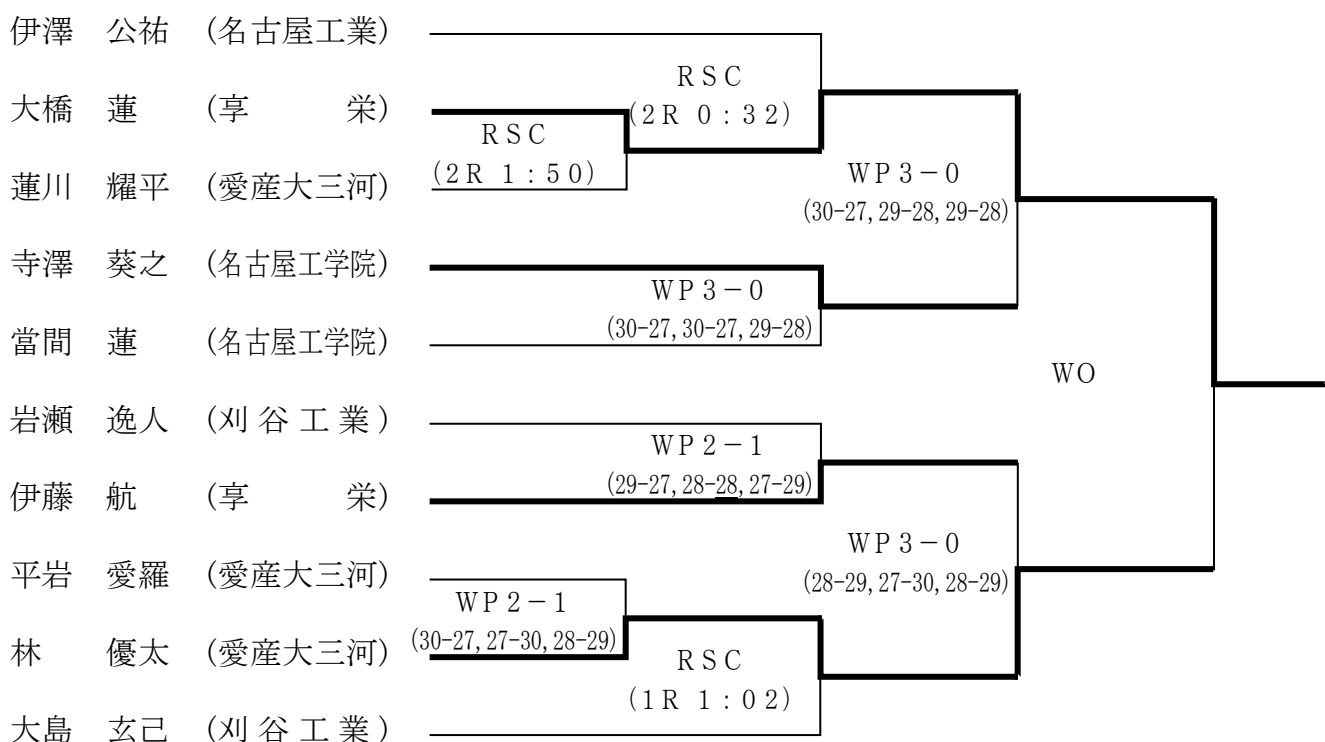 伊澤 公祐 (名古屋工業)
RSC
(2R 0:32)
大橋 蓮 (享 栄)
RSC
(2R 1:50)
蓮川 耀平 (愛産大三河)
WP3-0
(30-27, 29-28, 29-28)
寺澤 葵之 (名古屋工学院)
WP3-0
(30-27, 30-27, 29-28)
當間 蓮 (名古屋工学院)
WO
岩瀬 逸人 (刈谷工業)
WP2-1
(29-27, 28-28, 27-29)
伊藤 航 (享 栄)
WP3-0
(28-29, 27-30, 28-29)
平岩 愛羅 (愛産大三河)
WP2-1
(30-27, 27-30, 28-29)
林 優太 (愛産大三河)
RSC
(1R 1:02)
大島 玄己 (刈谷工業)